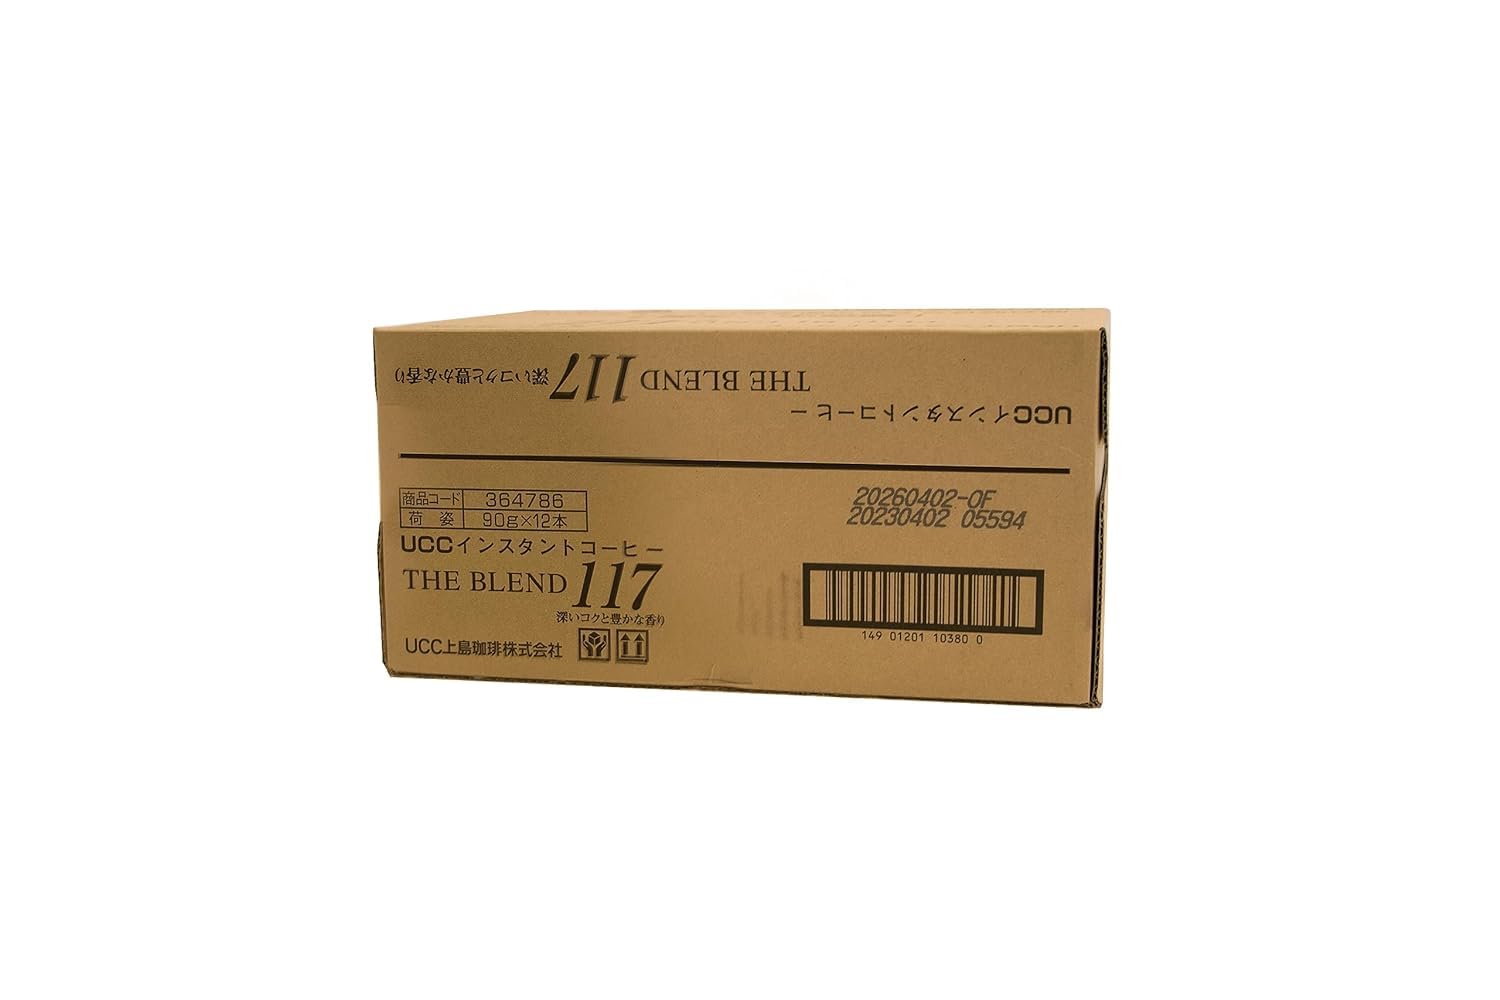 UCCインスタントコーヒー
THE BLEND 117 深いコクと豊かな香り
商品コード 364786
荷姿 90g×12本
UCCインスタントコーヒー
THE BLEND 117
深いコクと豊かな香り
UCC上島珈琲株式会社
20260402-OF
20230402 05594
149 01201 10380 0